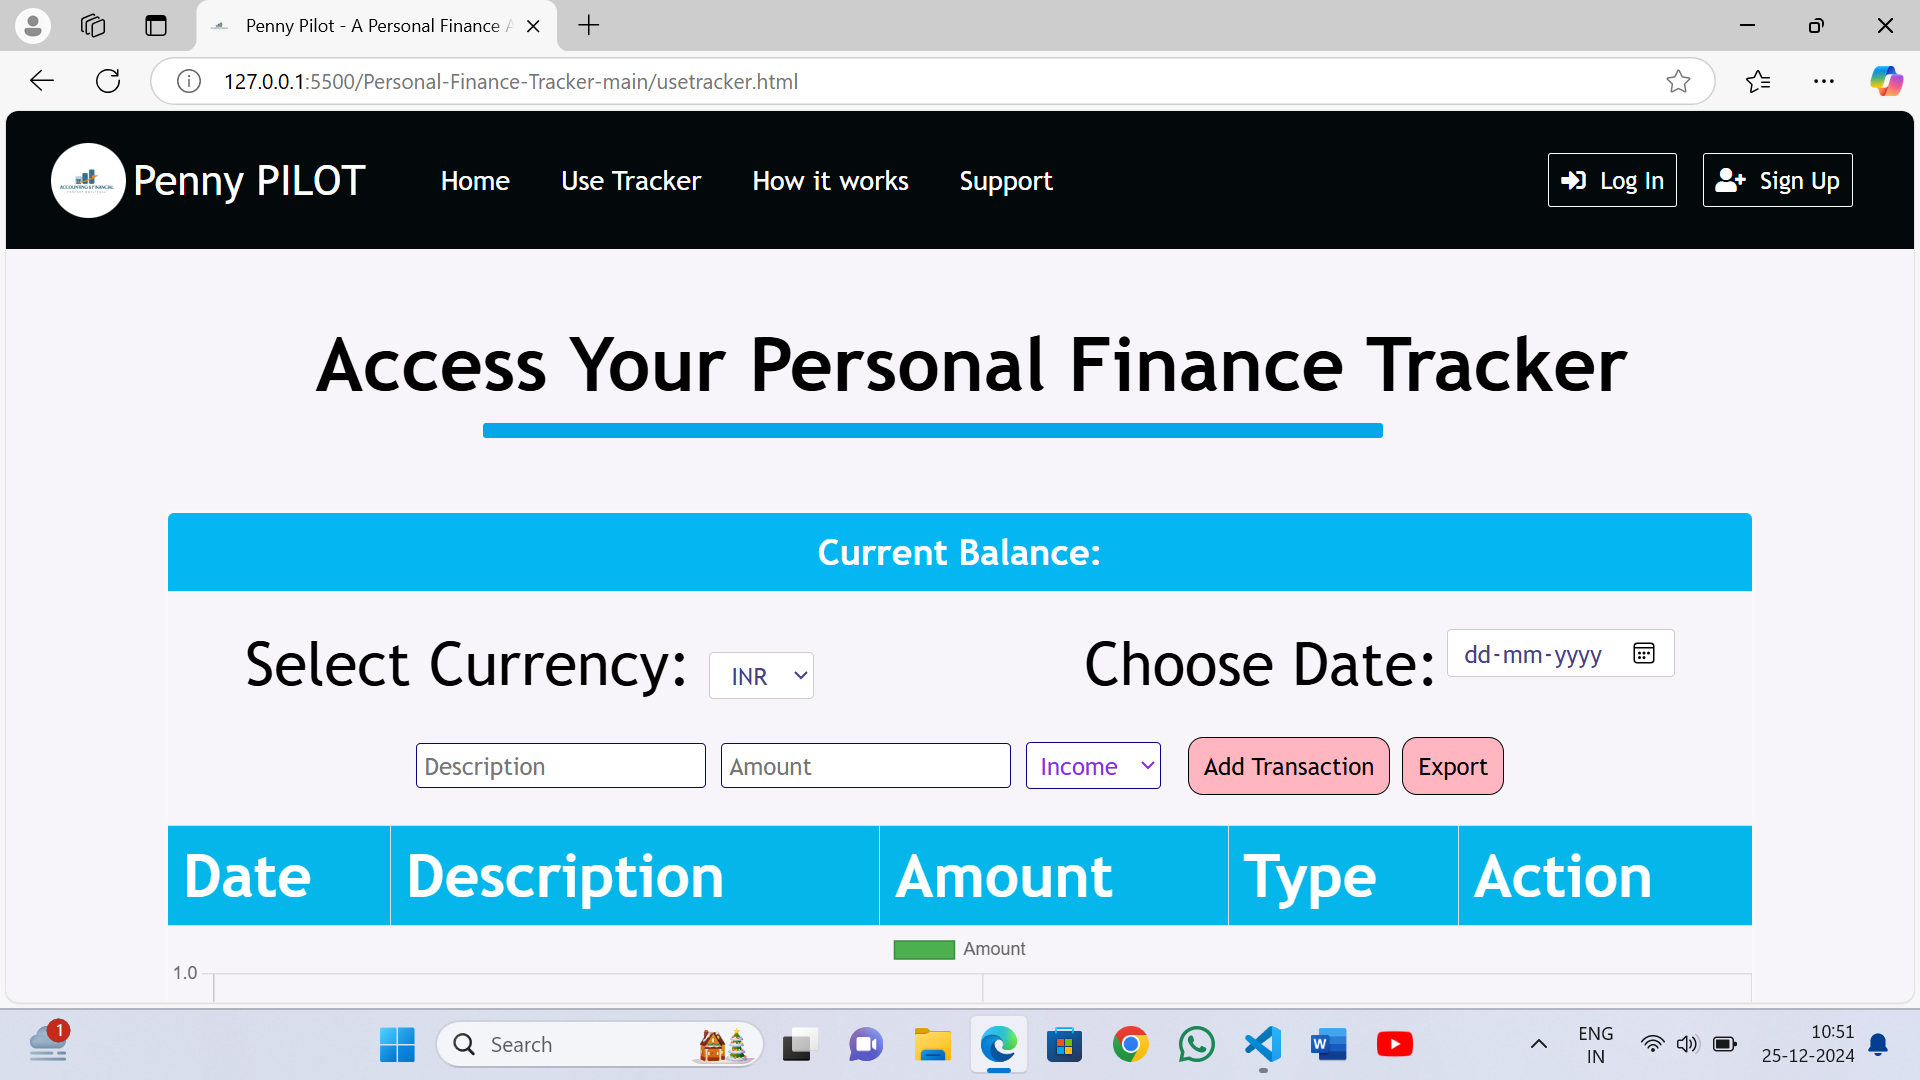 Penny Pilot - A Personal Finance A
127.0.0.1:5500/Personal-Finance-Tracker-main/usetracker.html
ACCOUNTING & FINANCIAL
Penny PILOT
Home
Use Tracker
How it works
Support
Log In
Sign Up
Access Your Personal Finance Tracker
Current Balance:
Select Currency:
INR
Choose Date:
dd-mm-yyyy
Description
Amount
Income
Add Transaction
Export
Date
Description
Amount
Type
Action
Amount
1.0
1
Search
W
ENG
IN
10:51
25-12-2024